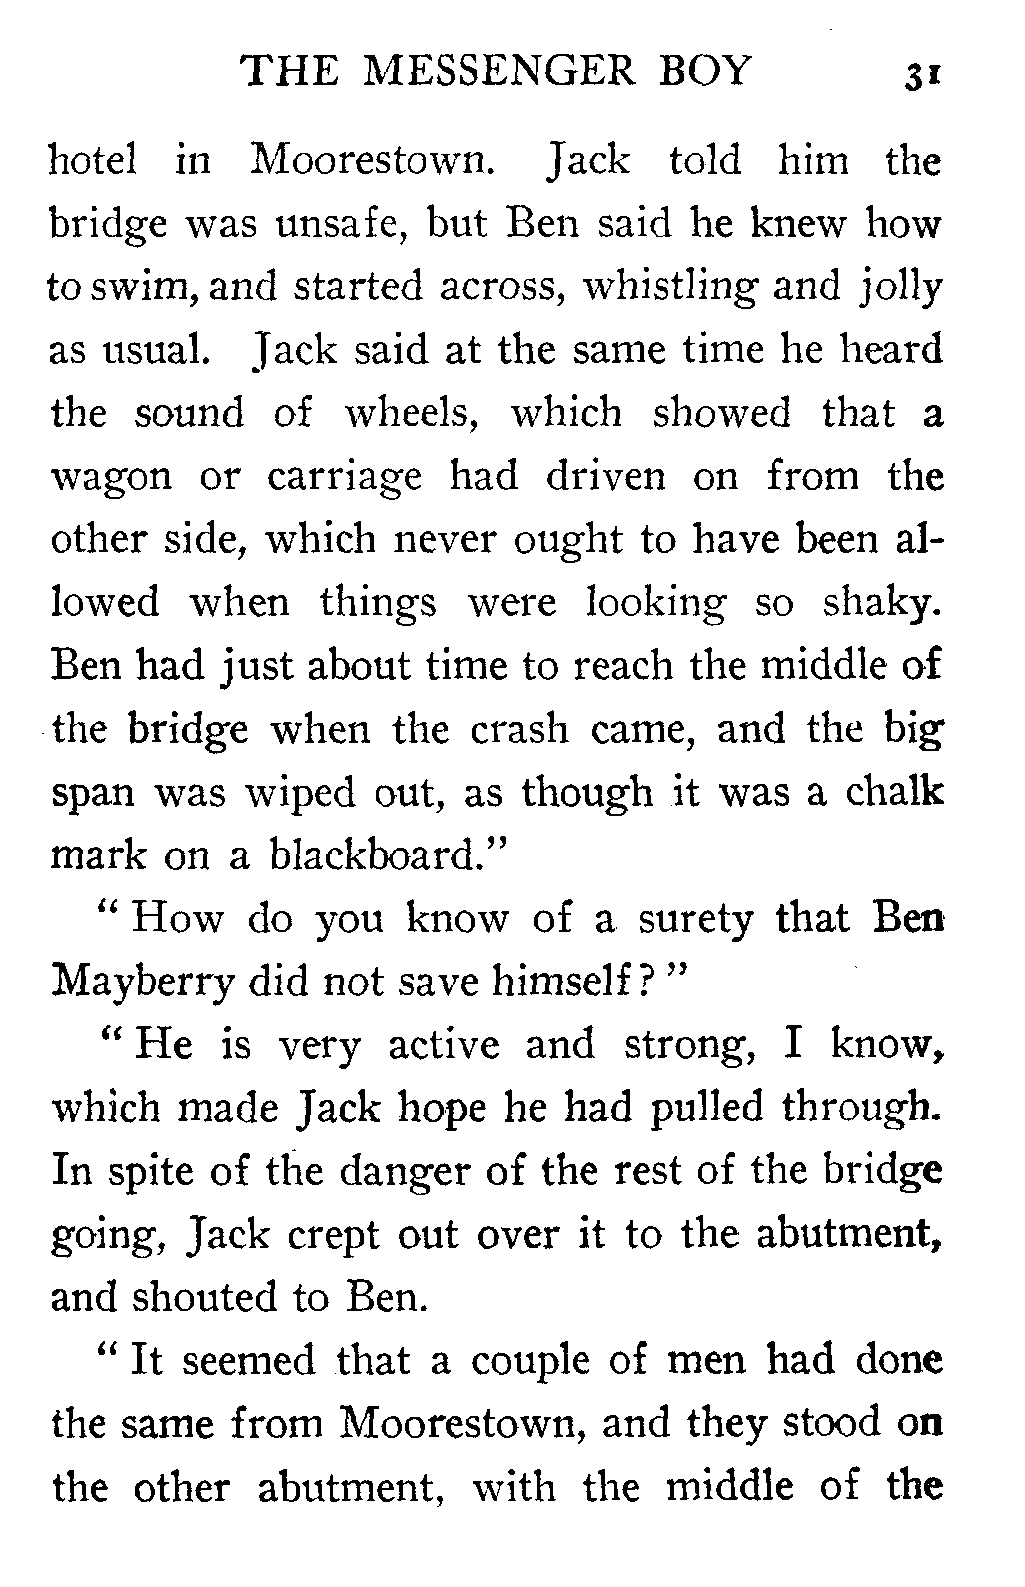 THE MESSENGER BOY 31
hotel in Moorestown. Jack told him the
bridge was unsafe, but Ben said he knew how
to swim, and started across, whistling and jolly
as usual. Jack said at the same time he heard
the sound of wheels, which showed that a
wagon or carriage had driven on from the
other side, which never ought to have been al-
lowed when things were looking so shaky.
Ben had just about time to reach the middle of
the bridge when the crash came, and the big
span was wiped out, as though it was a chalk
mark on a blackboard.”
“ How do you know of a surety that Ben
Mayberry did not save himself? ”
“ He is very active and strong, I know,
which made Jack hope he had pulled through.
In spite of the danger of the rest of the bridge
going, Jack crept out over it to the abutment,
and shouted to Ben.
“ It seemed that a couple of men had done
the same from Moorestown, and they stood on
the other abutment, with the middle of the